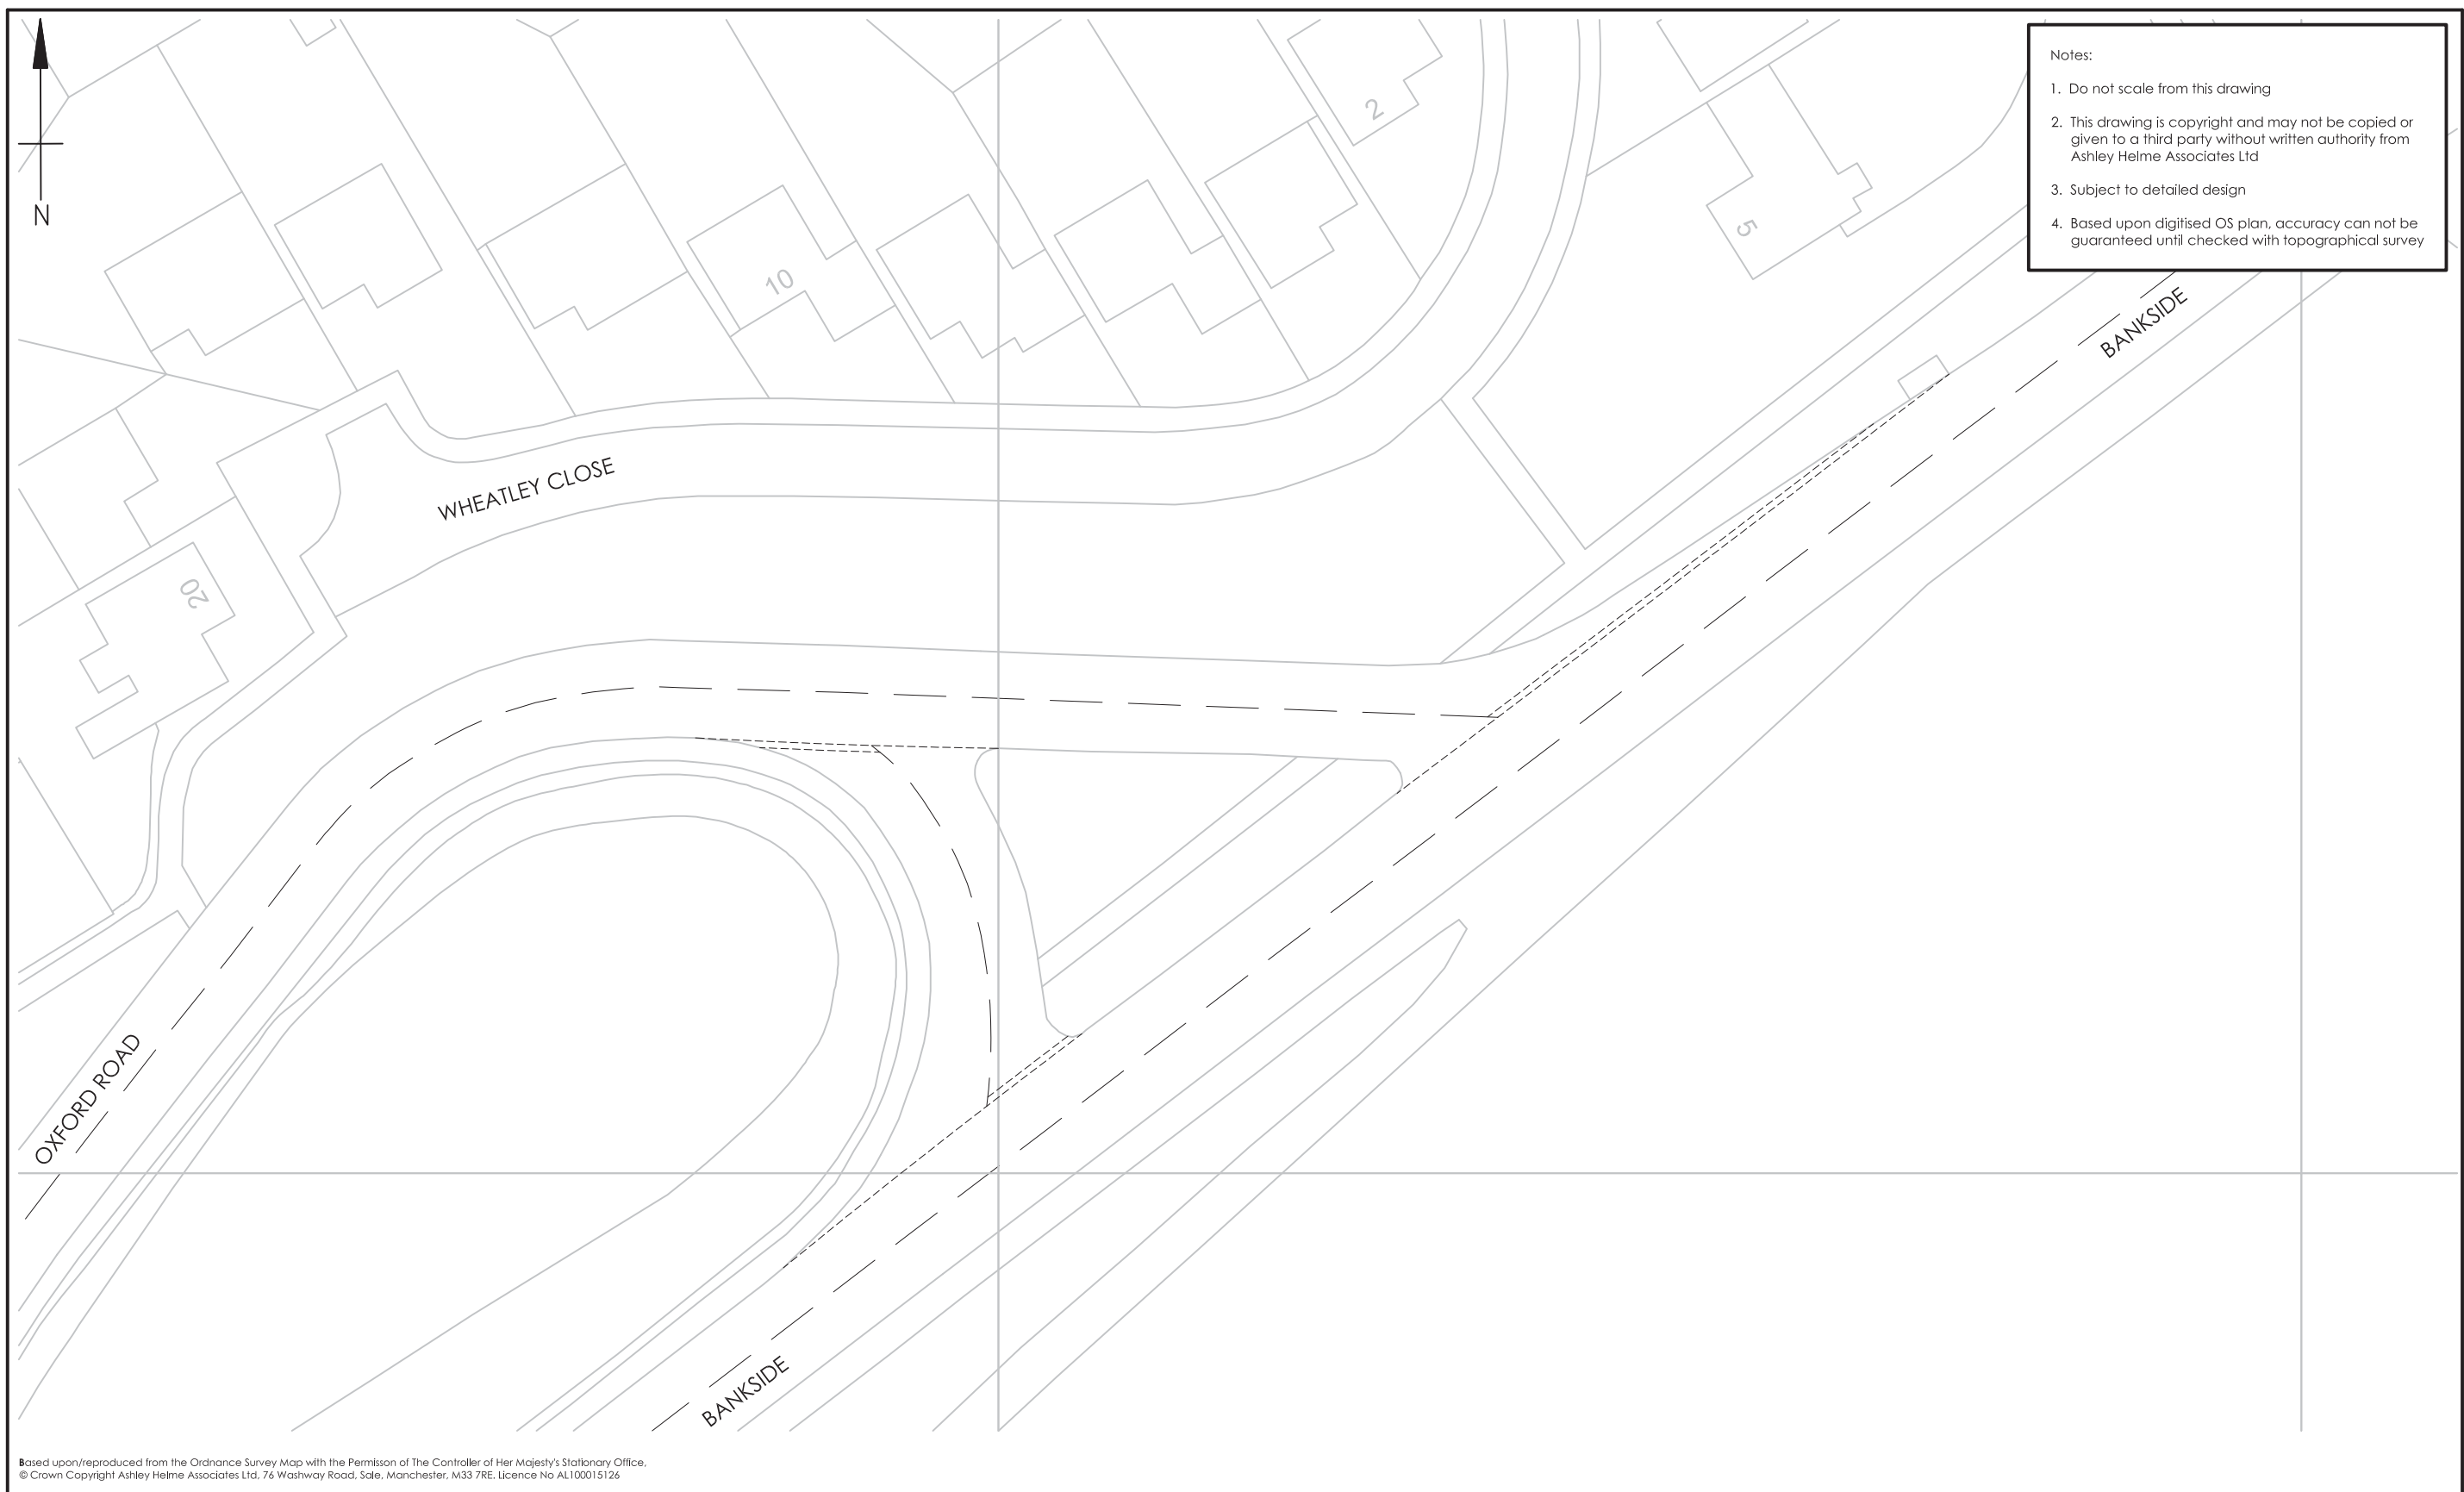 N
2
5
10
20
Notes:
1. Do not scale from this drawing
2. This drawing is copyright and may not be copied or
given to a third party without written authority from
Ashley Helme Associates Ltd
3. Subject to detailed design
4. Based upon digitised OS plan, accuracy can not be
guaranteed until checked with topographical survey
BANKSIDE
WHEATLEY CLOSE
OXFORD ROAD
BANKSIDE
Based upon/reproduced from the Ordnance Survey Map with the Permisson of The Controller of Her Majesty's Stationary Office,
© Crown Copyright Ashley Helme Associates Ltd, 76 Washway Road, Sale, Manchester, M33 7RE. Licence No AL100015126